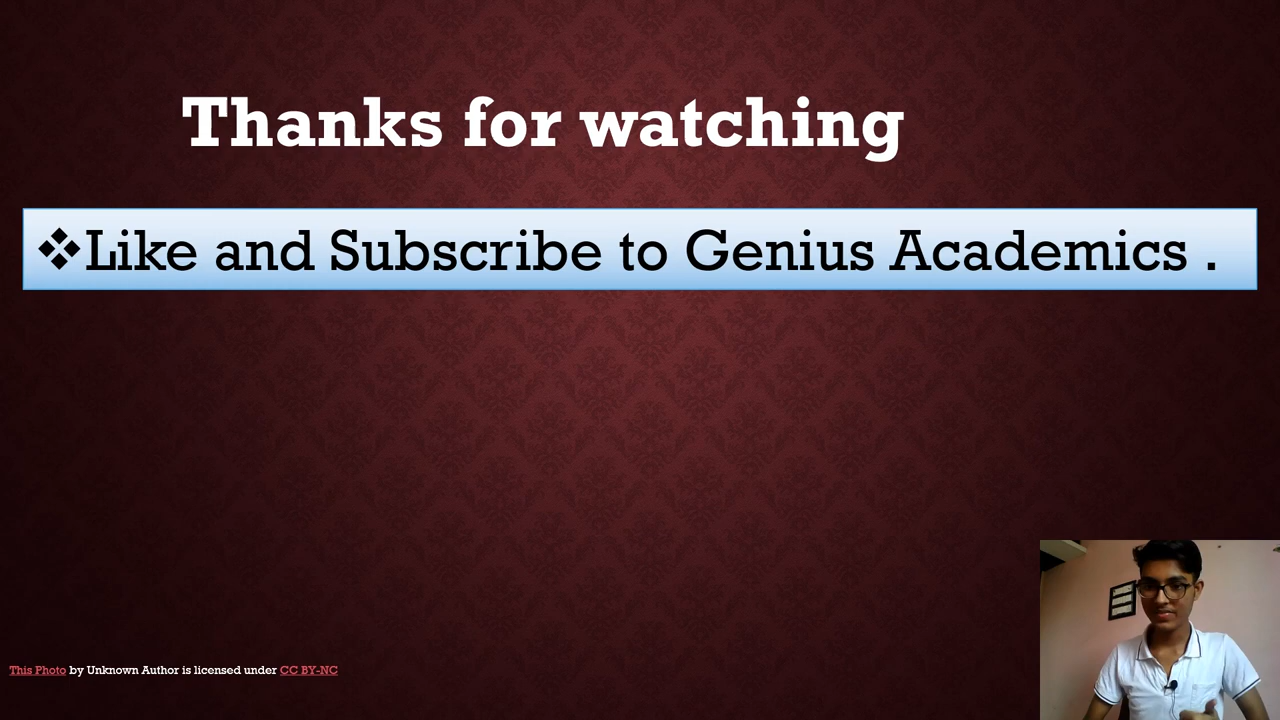 Thanks for watching
❖Like and Subscribe to Genius Academics .
This Photo by Unknown Author is licensed under CC BY-NC